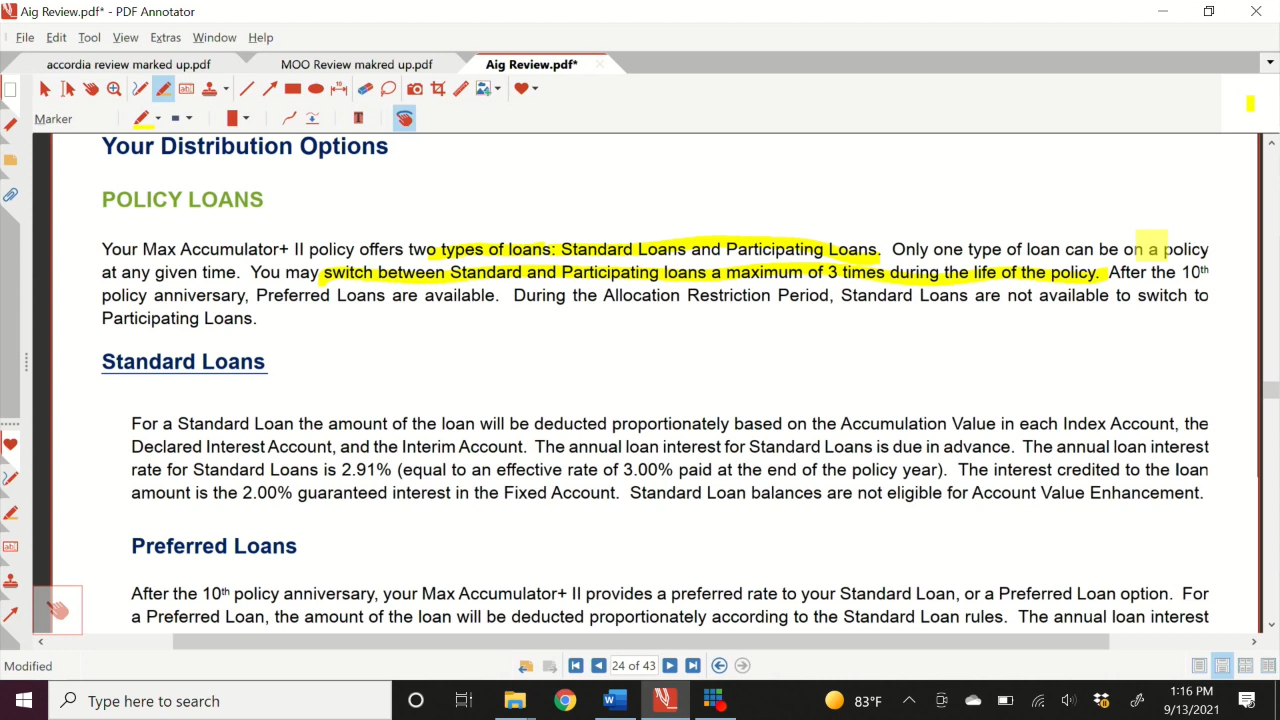 Aig Review.pdf* - PDF Annotator
File Edit Tool View Extras Window Help
accordia review marked up.pdf MOO Review makred up.pdf Aig Review.pdf*
Marker
Your Distribution Options
POLICY LOANS
Your Max Accumulator+ II policy offers two types of loans: Standard Loans and Participating Loans. Only one type of loan can be on a policy
at any given time. You may switch between Standard and Participating loans a maximum of 3 times during the life of the policy. After the 10th
policy anniversary, Preferred Loans are available. During the Allocation Restriction Period, Standard Loans are not available to switch to
Participating Loans.
Standard Loans
For a Standard Loan the amount of the loan will be deducted proportionately based on the Accumulation Value in each Index Account, the
Declared Interest Account, and the Interim Account. The annual loan interest for Standard Loans is due in advance. The annual loan interest
rate for Standard Loans is 2.91% (equal to an effective rate of 3.00% paid at the end of the policy year). The interest credited to the loan
amount is the 2.00% guaranteed interest in the Fixed Account. Standard Loan balances are not eligible for Account Value Enhancement.
Preferred Loans
After the 10th policy anniversary, your Max Accumulator+ II provides a preferred rate to your Standard Loan, or a Preferred Loan option. For
a Preferred Loan, the amount of the loan will be deducted proportionately according to the Standard Loan rules. The annual loan interest
Modified 24 of 43
Type here to search 83°F 1:16 PM
9/13/2021